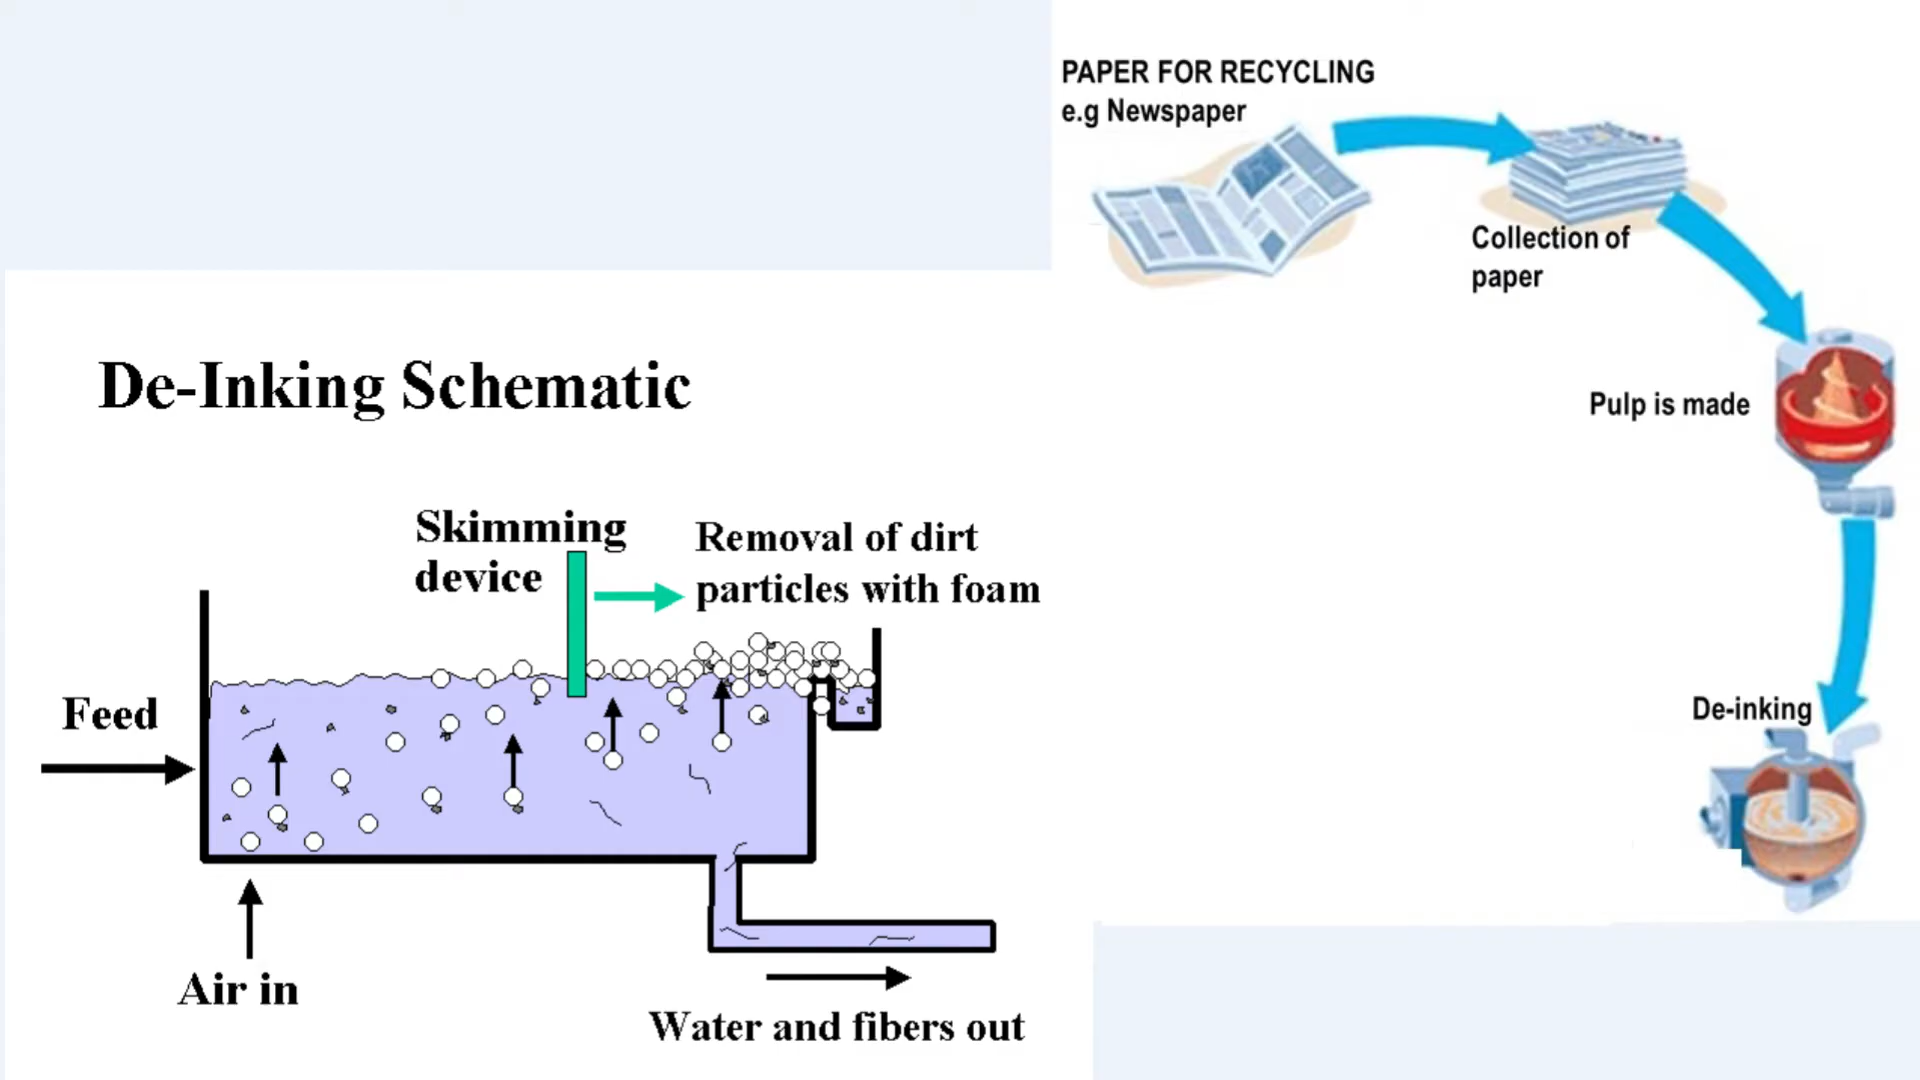 PAPER FOR RECYCLING
e.g Newspaper
Collection of
paper
Pulp is made
De-inking
De-Inking Schematic
Skimming
device
Removal of dirt
particles with foam
Feed
Air in
Water and fibers out